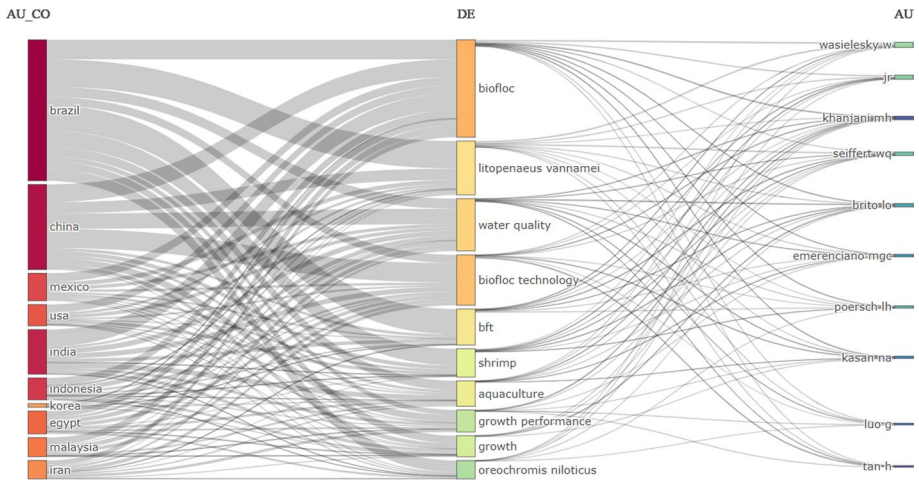 AU_CO
DE
AU
brazil
china
mexico
usa
india
indonesia
korea
egypt
malaysia
iran
biofloc
litopenaeus vannamei
water quality
biofloc technology
bft
shrimp
aquaculture
growth performance
growth
oreochromis niloticus
wasielesky w
jr
khanjani mh
seiffert wq
brito lo
emerenciano mgc
poersch lh
kasan na
luo g
tan h